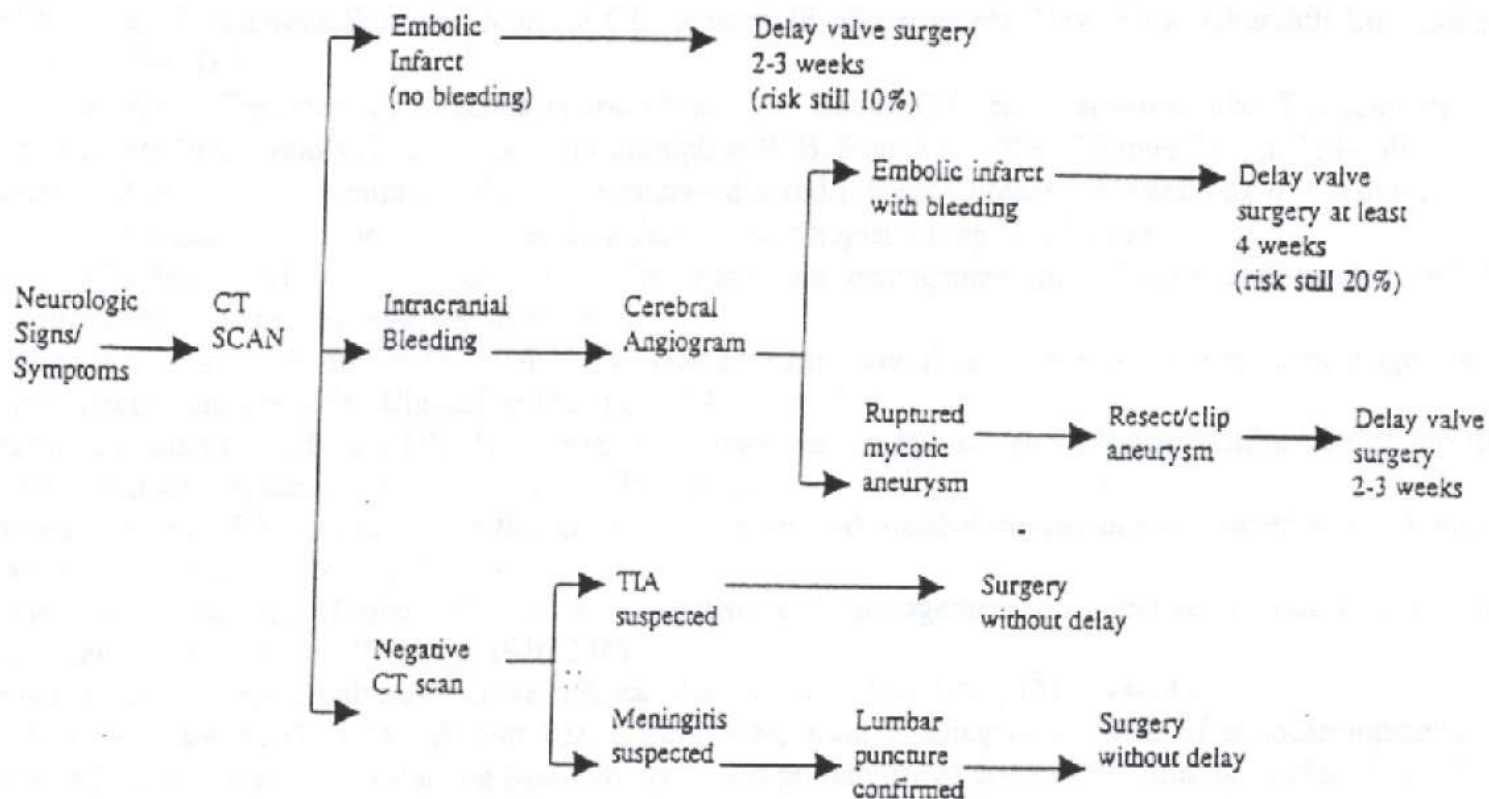 Embolic
Infarct
(no bleeding)
Delay valve surgery
2-3 weeks
(risk still 10%)
Embolic infarct
with bleeding
Delay valve
surgery at least
4 weeks
(risk still 20%)
Neurologic
Signs/
Symptoms
CT
SCAN
Intracranial
Bleeding
Cerebral
Angiogram
Ruptured
mycotic
aneurysm
Resect/clip
aneurysm
Delay valve
surgery
2-3 weeks
TIA
suspected
Surgery
without delay
Negative
CT scan
Meningitis
suspected
Lumbar
puncture
confirmed
Surgery
without delay